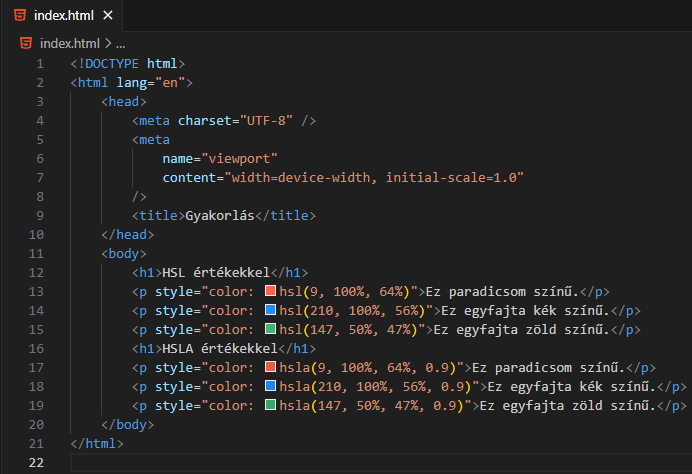 index.html ×
index.html > ...
1 <!DOCTYPE html>
2 <html lang="en">
3 <head>
4 <meta charset="UTF-8" />
5 <meta
6 name="viewport"
7 content="width=device-width, initial-scale=1.0"
8 />
9 <title>Gyakorlás</title>
10 </head>
11 <body>
12 <h1>HSL értékekkel</h1>
13 <p style="color: hsl(9, 100%, 64%)">Ez paradicsom színű.</p>
14 <p style="color: hsl(210, 100%, 56%)">Ez egyfajta kék színű.</p>
15 <p style="color: hsl(147, 50%, 47%)">Ez egyfajta zöld színű.</p>
16 <h1>HSLA értékekkel</h1>
17 <p style="color: hsla(9, 100%, 64%, 0.9)">Ez paradicsom színű.</p>
18 <p style="color: hsla(210, 100%, 56%, 0.9)">Ez egyfajta kék színű.</p>
19 <p style="color: hsla(147, 50%, 47%, 0.9)">Ez egyfajta zöld színű.</p>
20 </body>
21 </html>
22